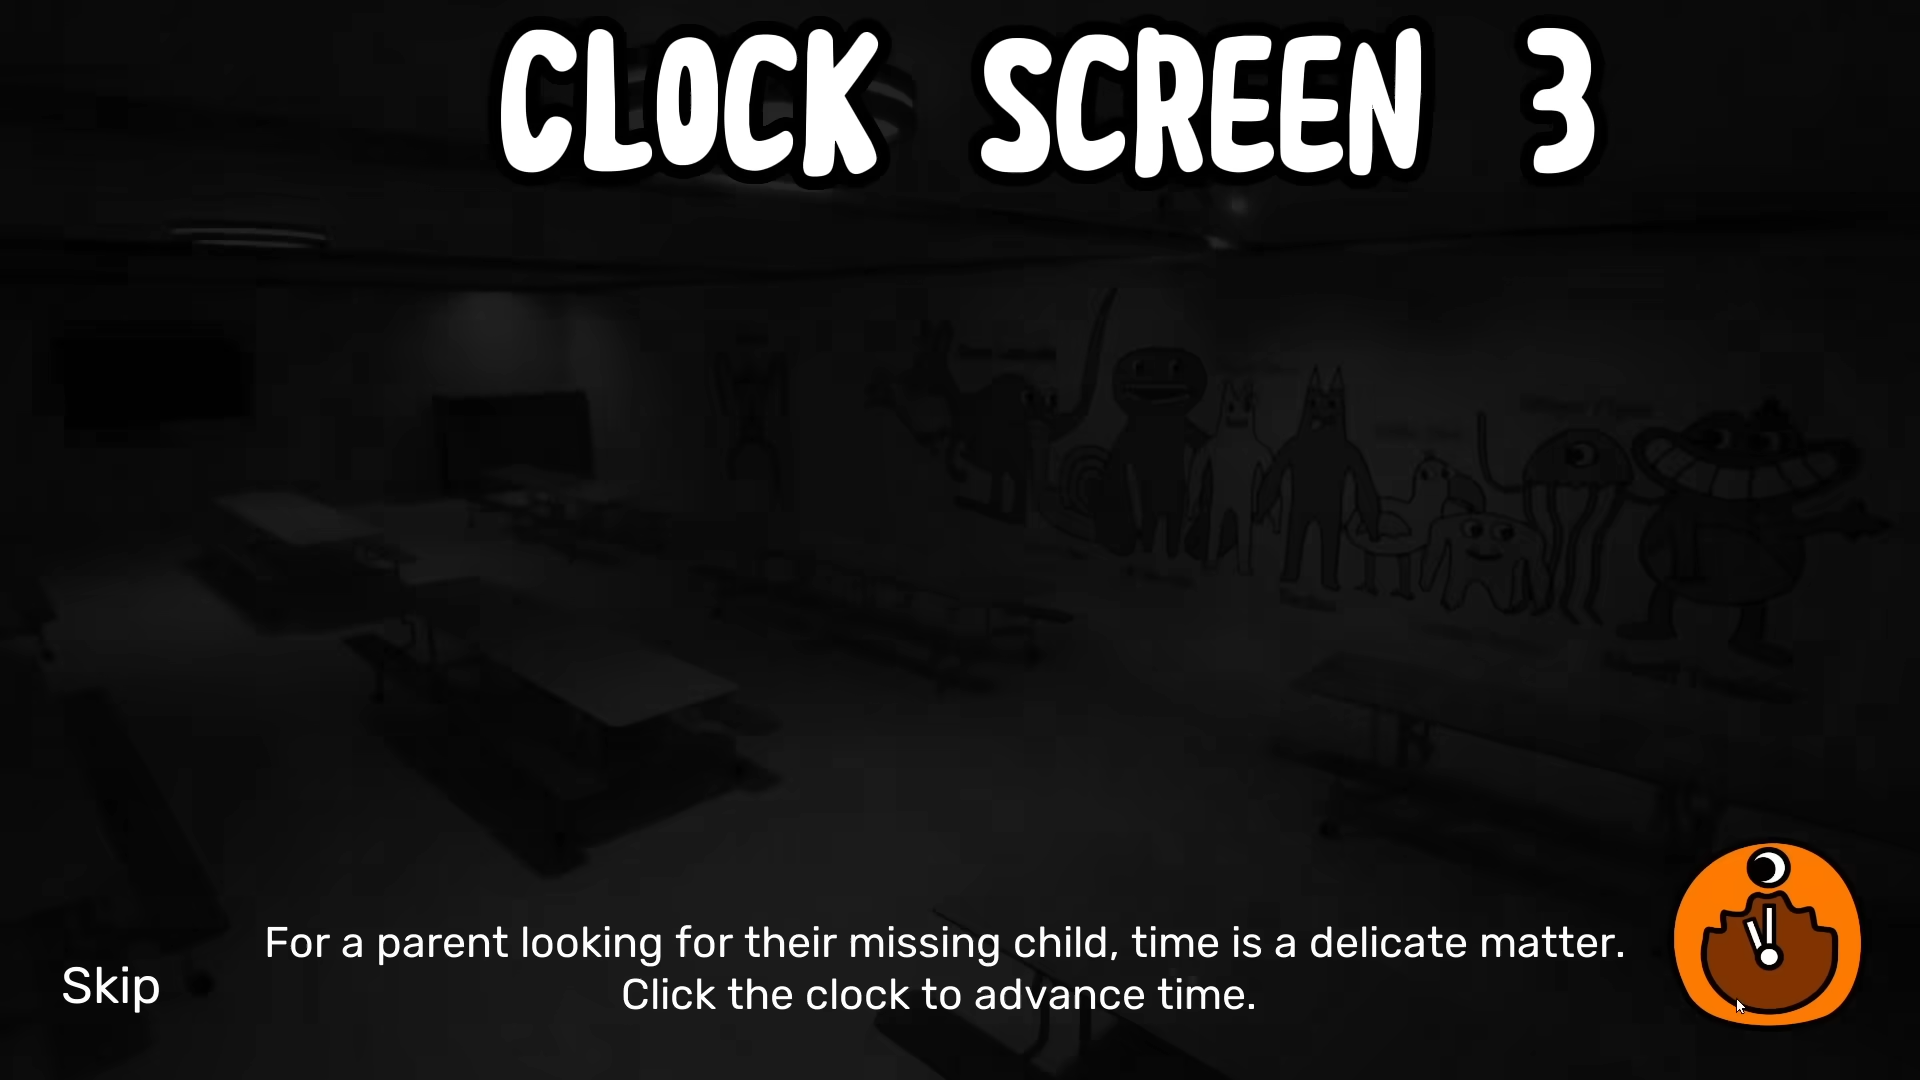 CLOCK SCREEN 3
For a parent looking for their missing child, time is a delicate matter.
Click the clock to advance time.
Skip